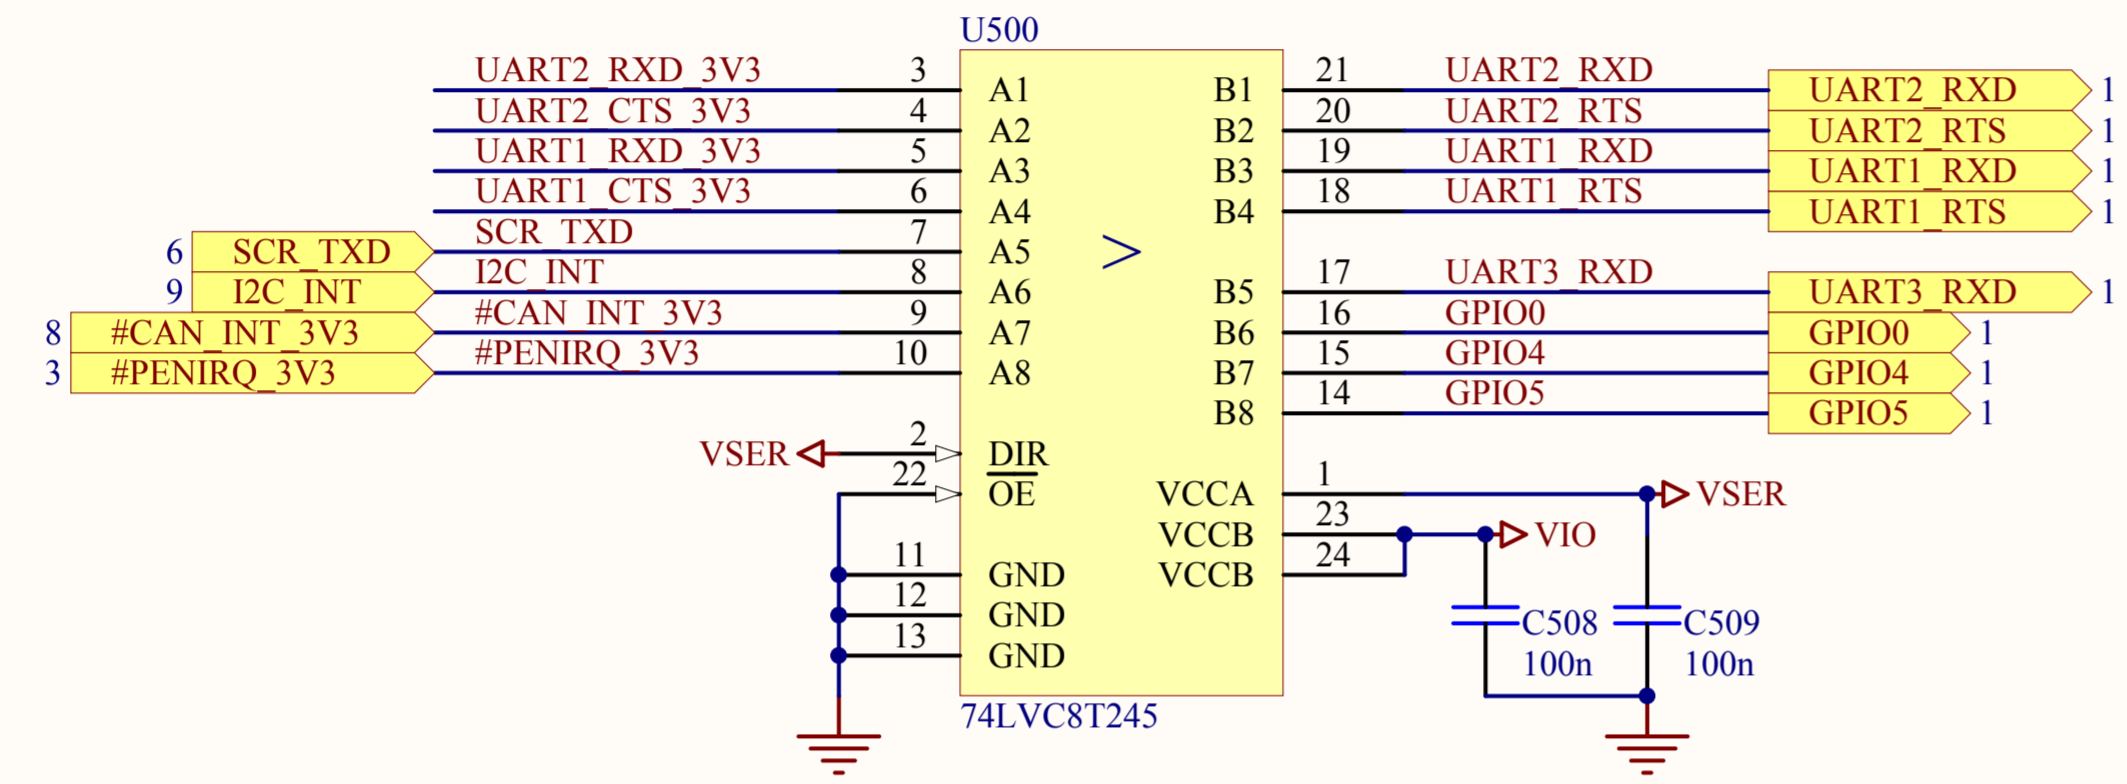 U500
UART2_RXD_3V3 3 A1 B1 21 UART2_RXD UART2_RXD 1
UART2_CTS_3V3 4 A2 B2 20 UART2_RTS UART2_RTS 1
UART1_RXD_3V3 5 A3 B3 19 UART1_RXD UART1_RXD 1
UART1_CTS_3V3 6 A4 B4 18 UART1_RTS UART1_RTS 1
6 SCR_TXD SCR_TXD 7 A5 >
9 I2C_INT I2C_INT 8 A6 B5 17 UART3_RXD UART3_RXD 1
8 #CAN_INT_3V3 #CAN_INT_3V3 9 A7 B6 16 GPIO0 GPIO0 1
3 #PENIRQ_3V3 #PENIRQ_3V3 10 A8 B7 15 GPIO4 GPIO4 1
B8 14 GPIO5 GPIO5 1
VSER 2 DIR
22 OE VCCA 1 VSER
VCCB 23 VIO
11 GND VCCB 24
12 GND C508 C509
13 GND 100n 100n
74LVC8T245